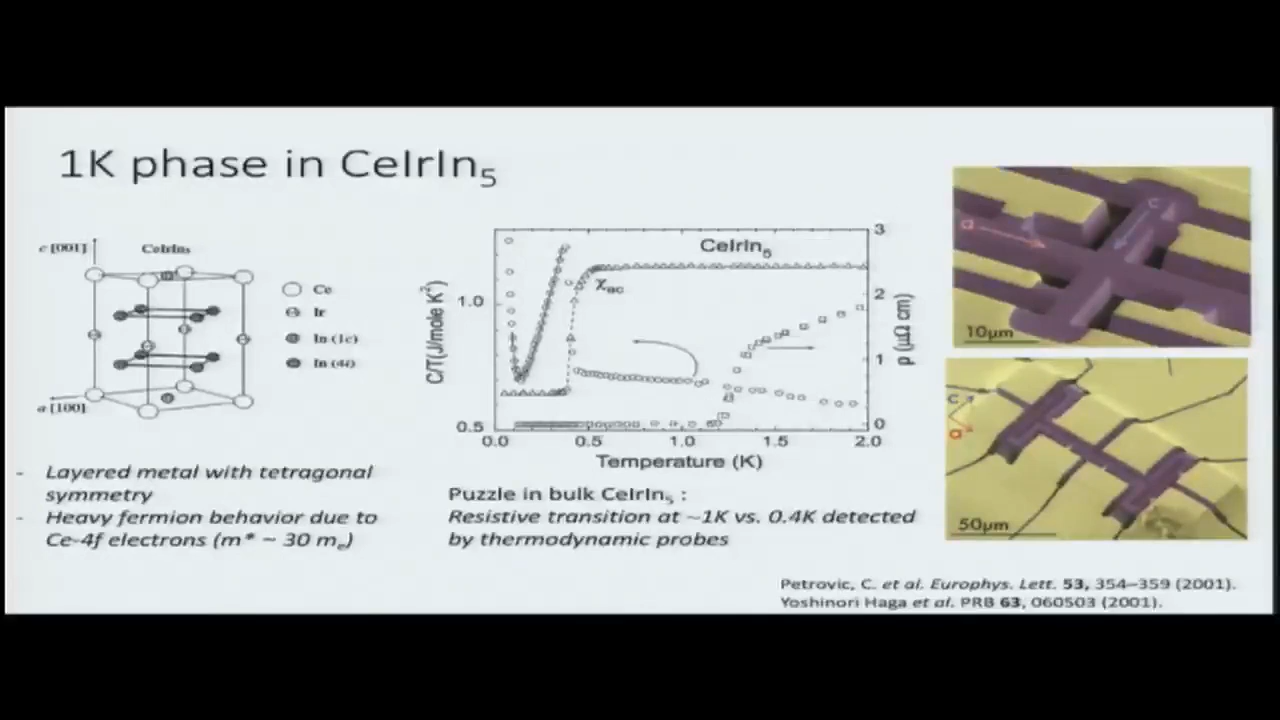 1K phase in CeIrIn5
c [001]
CeIrIn5
Ce
Ir
In (1c)
In (4i)
a [100]
- Layered metal with tetragonal
symmetry
- Heavy fermion behavior due to
Ce-4f electrons (m* ~ 30 me)
C/T(J/mole K²)
1.0
0.5
CeIrIn5
χac
3
2
1
0
ρ (μΩ cm)
0.0 0.5 1.0 1.5 2.0
Temperature (K)
Puzzle in bulk CeIrIn5 :
Resistive transition at ~1K vs. 0.4K detected
by thermodynamic probes
a
c
10μm
c
a
50μm
Petrovic, C. et al. Europhys. Lett. 53, 354–359 (2001).
Yoshinori Haga et al. PRB 63, 060503 (2001).